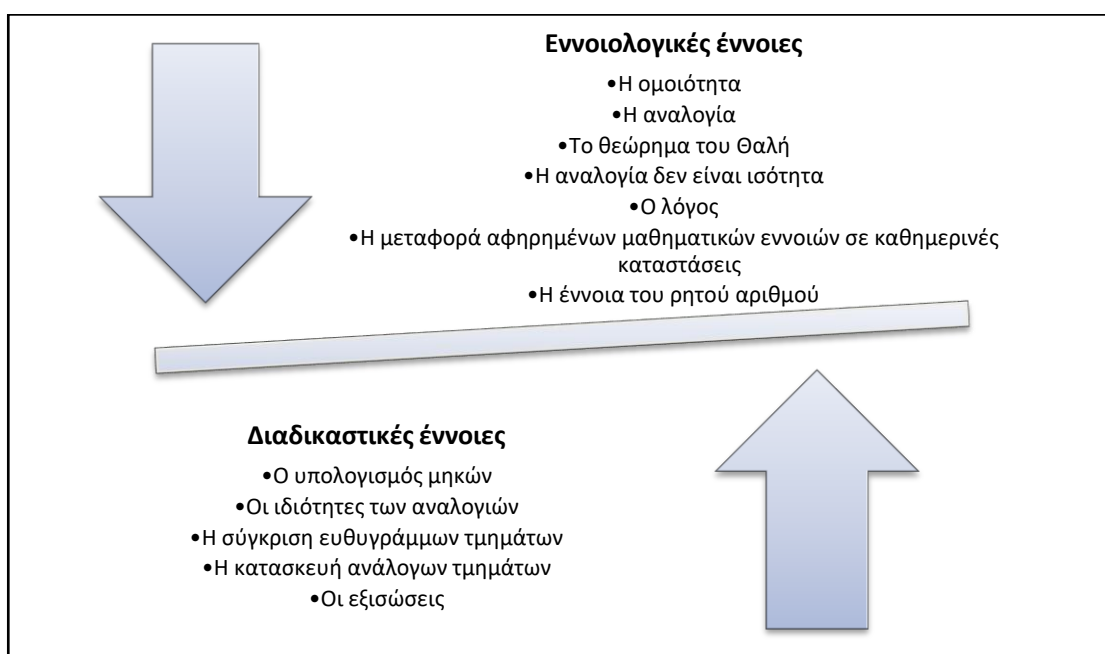 Εννοιολογικές έννοιες
•Η ομοιότητα
•Η αναλογία
•Το θεώρημα του Θαλή
•Η αναλογία δεν είναι ισότητα
•Ο λόγος
•Η μεταφορά αφηρημένων μαθηματικών εννοιών σε καθημερινές
καταστάσεις
•Η έννοια του ρητού αριθμού
Διαδικαστικές έννοιες
•Ο υπολογισμός μηκών
•Οι ιδιότητες των αναλογιών
•Η σύγκριση ευθυγράμμων τμημάτων
•Η κατασκευή ανάλογων τμημάτων
•Οι εξισώσεις